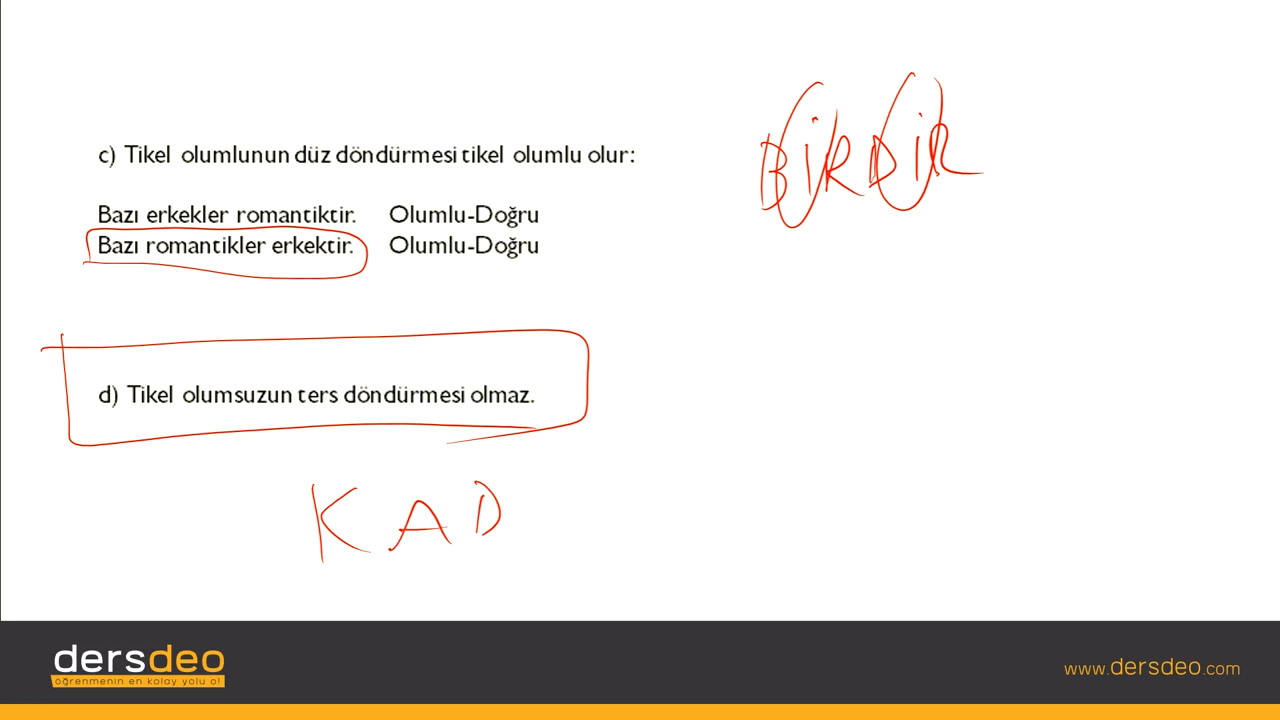 BİRDİR
c) Tikel olumlunun düz döndürmesi tikel olumlu olur:
Bazı erkekler romantiktir. Olumlu-Doğru
Bazı romantikler erkektir. Olumlu-Doğru
d) Tikel olumsuzun ters döndürmesi olmaz.
KAD
dersdeo
öğrenmenin en kolay yolu o!
www.dersdeo.com